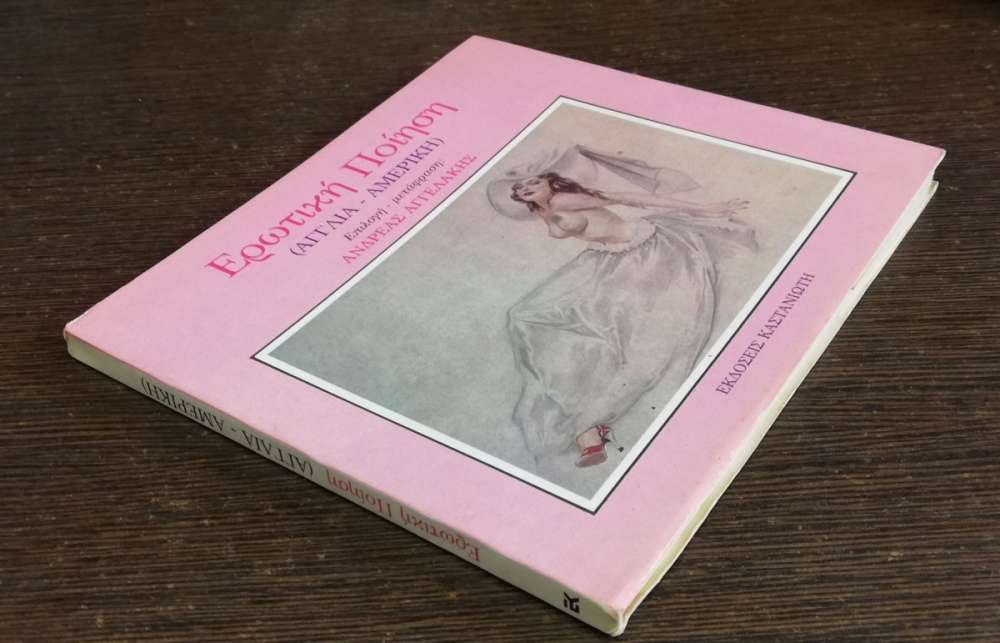 Ερωτική Ποίηση
(ΑΓΓΛΙΑ - ΑΜΕΡΙΚΗ)
Επιλογή - μετάφραση:
ΑΝΔΡΕΑΣ ΑΓΓΕΛΑΚΗΣ
ΕΚΔΟΣΕΙΣ ΚΑΣΤΑΝΙΩΤΗ
Ερωτική Ποίηση (ΑΓΓΛΙΑ - ΑΜΕΡΙΚΗ)